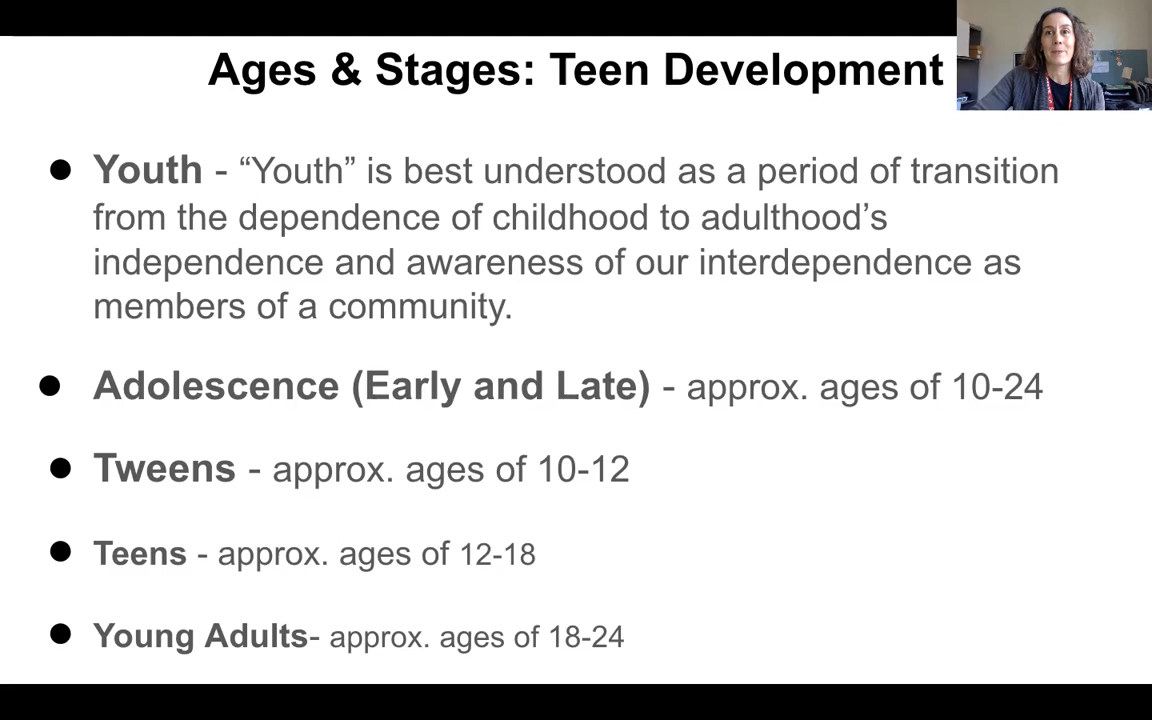 Ages & Stages: Teen Development
● Youth - “Youth” is best understood as a period of transition
from the dependence of childhood to adulthood’s
independence and awareness of our interdependence as
members of a community.
● Adolescence (Early and Late) - approx. ages of 10-24
● Tweens - approx. ages of 10-12
● Teens - approx. ages of 12-18
● Young Adults- approx. ages of 18-24